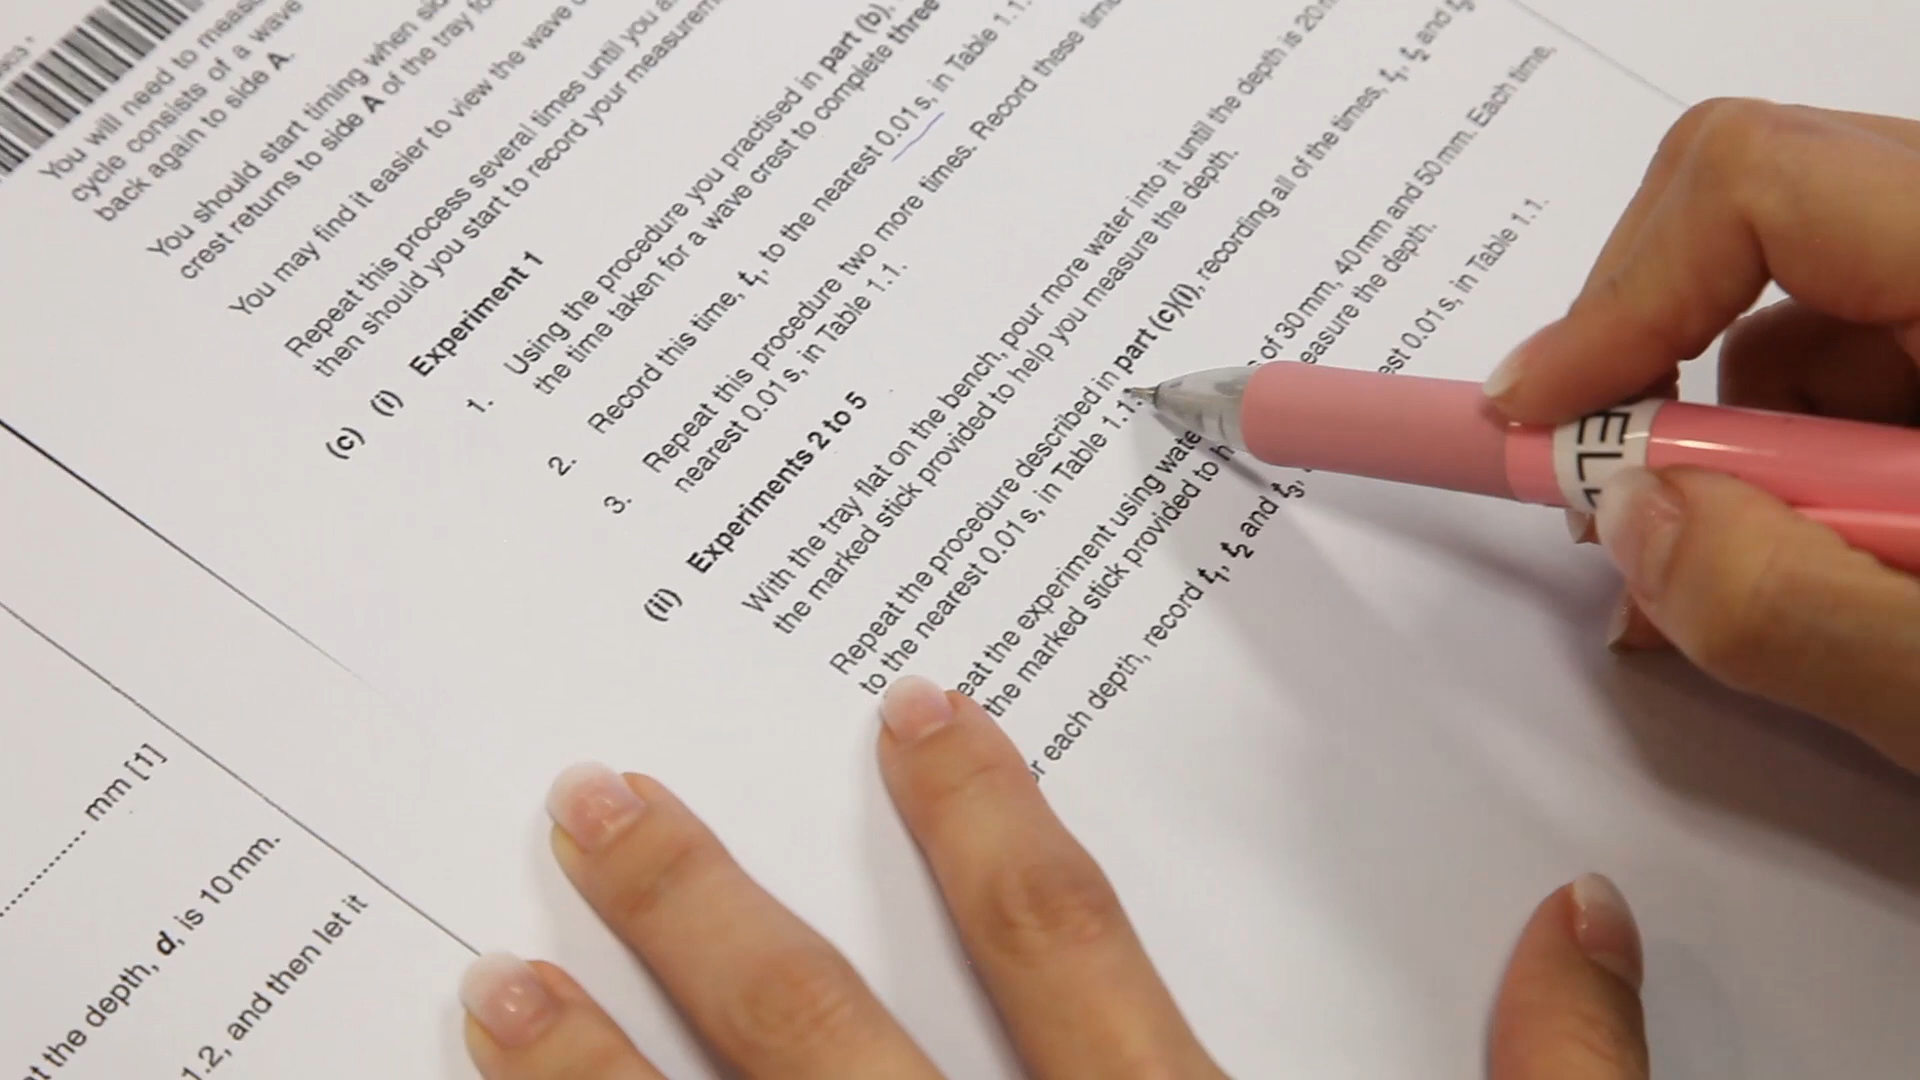 You will need to
cycle consists of a wave
back again to side A.
You should start timing when
crest returns to side A of the tray
You may find it easier to view the wave
Repeat this process several times until you
then should you start to record your
(c) (i) Experiment 1
1. Using the procedure you practised in part (b),
the time taken for a wave crest to complete three
2. Record this time, t1, to the nearest 0.01 s, in Table 1.1.
3. Repeat this procedure two more times. Record these
nearest 0.01 s, in Table 1.1.
(ii) Experiments 2 to 5
With the tray flat on the bench, pour more water into it until the depth is 20
the marked stick provided to help you measure the depth.
Repeat the procedure described in part (c)(i), recording all of the times, t1, t2 and
to the nearest 0.01 s, in Table 1.1.
the experiment using of 30 mm, 40 mm and 50 mm. Each time,
the marked stick provided to the depth.
each depth, record t1, t2 and t3, 0.01 s, in Table 1.1.
mm [1]
the depth, d, is 10 mm.
1.2, and then let it
EL